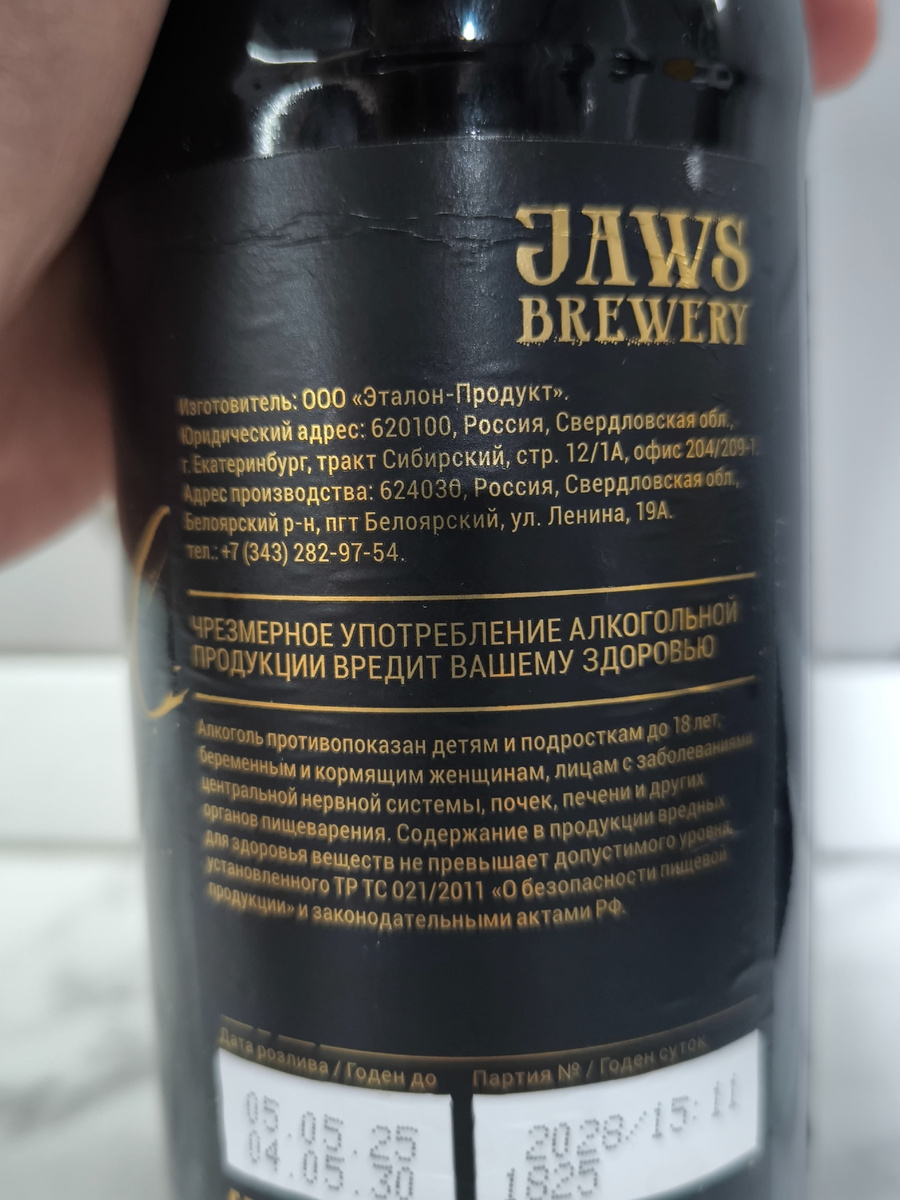 JAWS
BREWERY
Изготовитель: ООО «Эталон-Продукт».
Юридический адрес: 620100, Россия, Свердловская обл.,
г. Екатеринбург, тракт Сибирский, стр. 12/1А, офис 204/209-1.
Адрес производства: 624030, Россия, Свердловская обл.,
Белоярский р-н, пгт Белоярский, ул. Ленина, 19А.
тел.: +7 (343) 282-97-54.
ЧРЕЗМЕРНОЕ УПОТРЕБЛЕНИЕ АЛКОГОЛЬНОЙ
ПРОДУКЦИИ ВРЕДИТ ВАШЕМУ ЗДОРОВЬЮ
Алкоголь противопоказан детям и подросткам до 18 лет,
беременным и кормящим женщинам, лицам с заболеваниями
центральной нервной системы, почек, печени и других
органов пищеварения. Содержание в продукции вредных
для здоровья веществ не превышает допустимого уровня,
установленного ТР ТС 021/2011 «О безопасности пищевой
продукции» и законодательными актами РФ.
Дата розлива / Годен до
05.05.25
04.05.30
Партия № / Годен суток
2028/15:11
1825